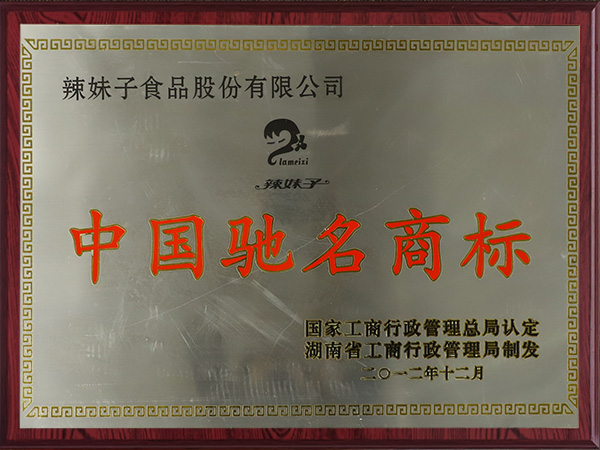 辣妹子食品股份有限公司
lameizi
辣妹子
中国驰名商标
国家工商行政管理总局认定
湖南省工商行政管理局制发
二〇一二年十二月